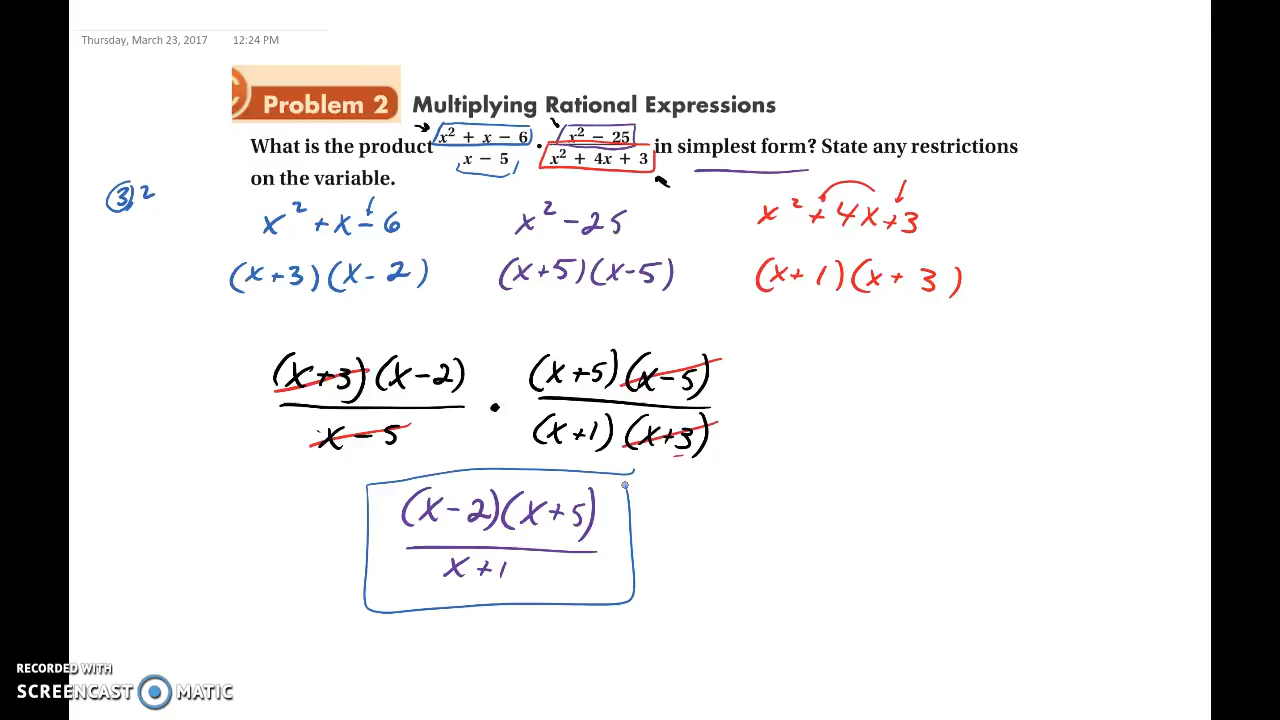 Thursday, March 23, 2017 12:24 PM
Problem 2 Multiplying Rational Expressions
What is the product (x² + x − 6)/(x − 5) · (x² − 25)/(x² + 4x + 3) in simplest form? State any restrictions
on the variable.
3, 2
x² + x − 6 x² − 25 x² + 4x + 3
(x + 3)(x − 2) (x + 5)(x − 5) (x + 1)(x + 3)
(x + 3)(x − 2) (x + 5)(x − 5)
x − 5 · (x + 1)(x + 3)
(x − 2)(x + 5)
x + 1
RECORDED WITH
SCREENCAST MATIC